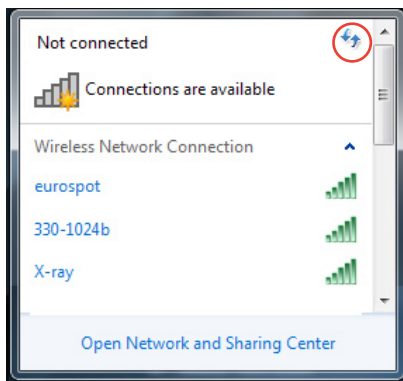 Not connected
Connections are available
Wireless Network Connection
eurospot
330-1024b
X-ray
Open Network and Sharing Center